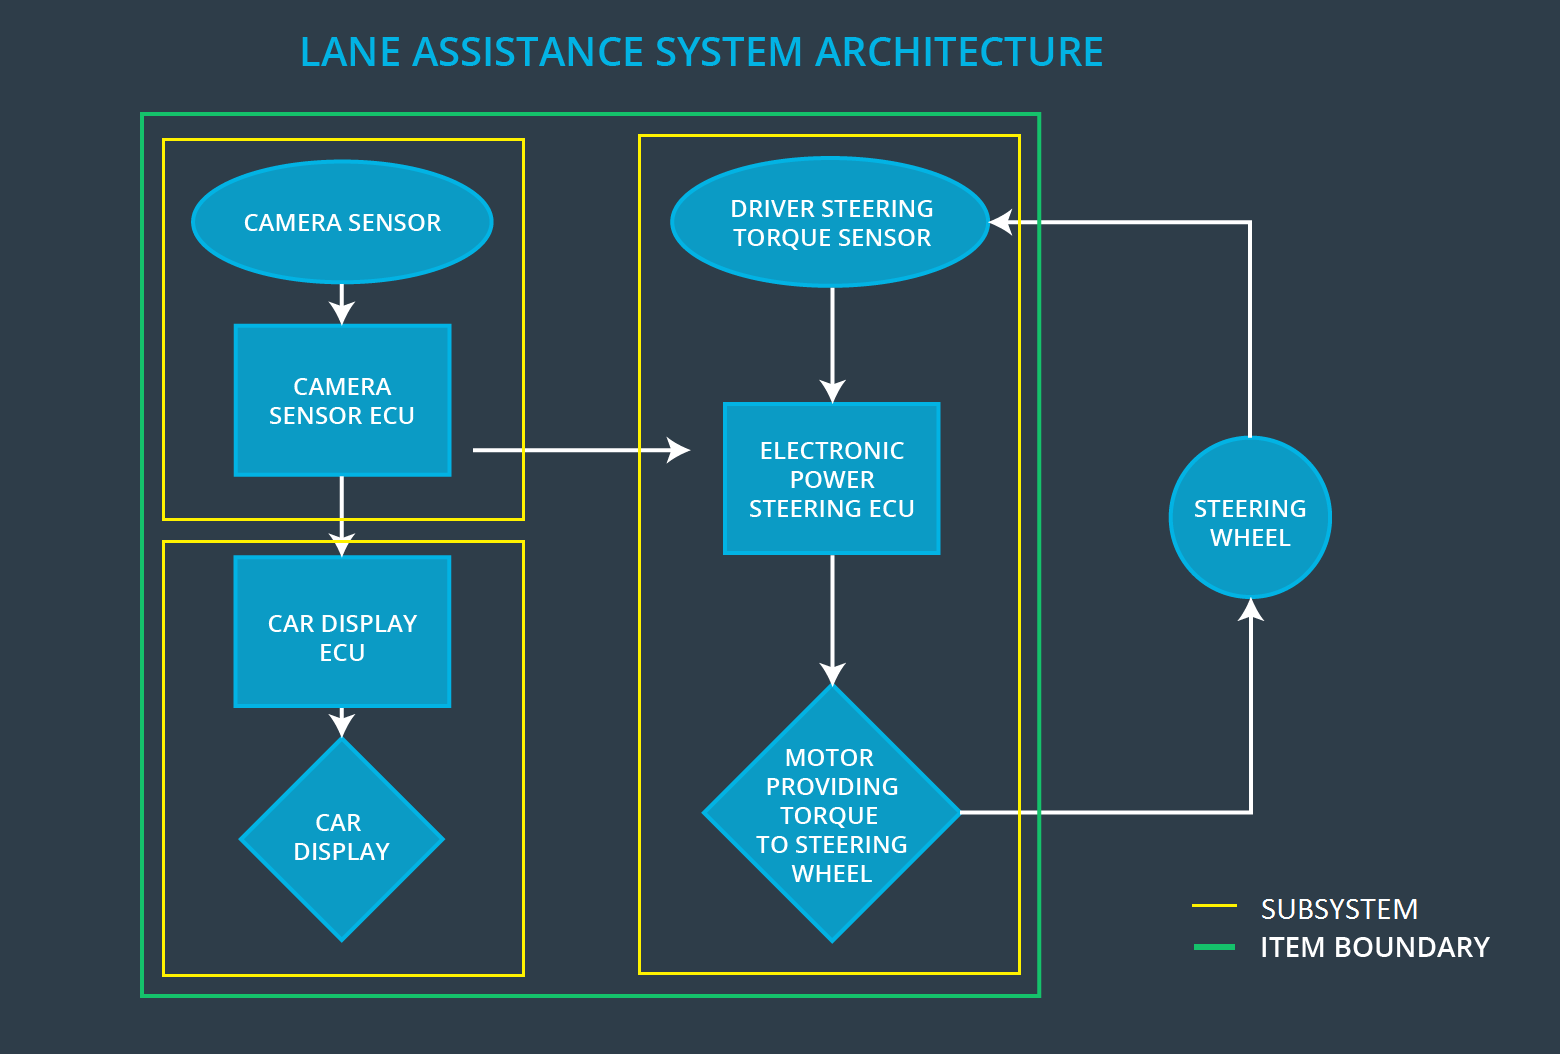 LANE ASSISTANCE SYSTEM ARCHITECTURE
CAMERA SENSOR
CAMERA
SENSOR ECU
CAR DISPLAY
ECU
CAR
DISPLAY
DRIVER STEERING
TORQUE SENSOR
ELECTRONIC
POWER
STEERING ECU
MOTOR
PROVIDING
TORQUE
TO STEERING
WHEEL
STEERING
WHEEL
SUBSYSTEM
ITEM BOUNDARY